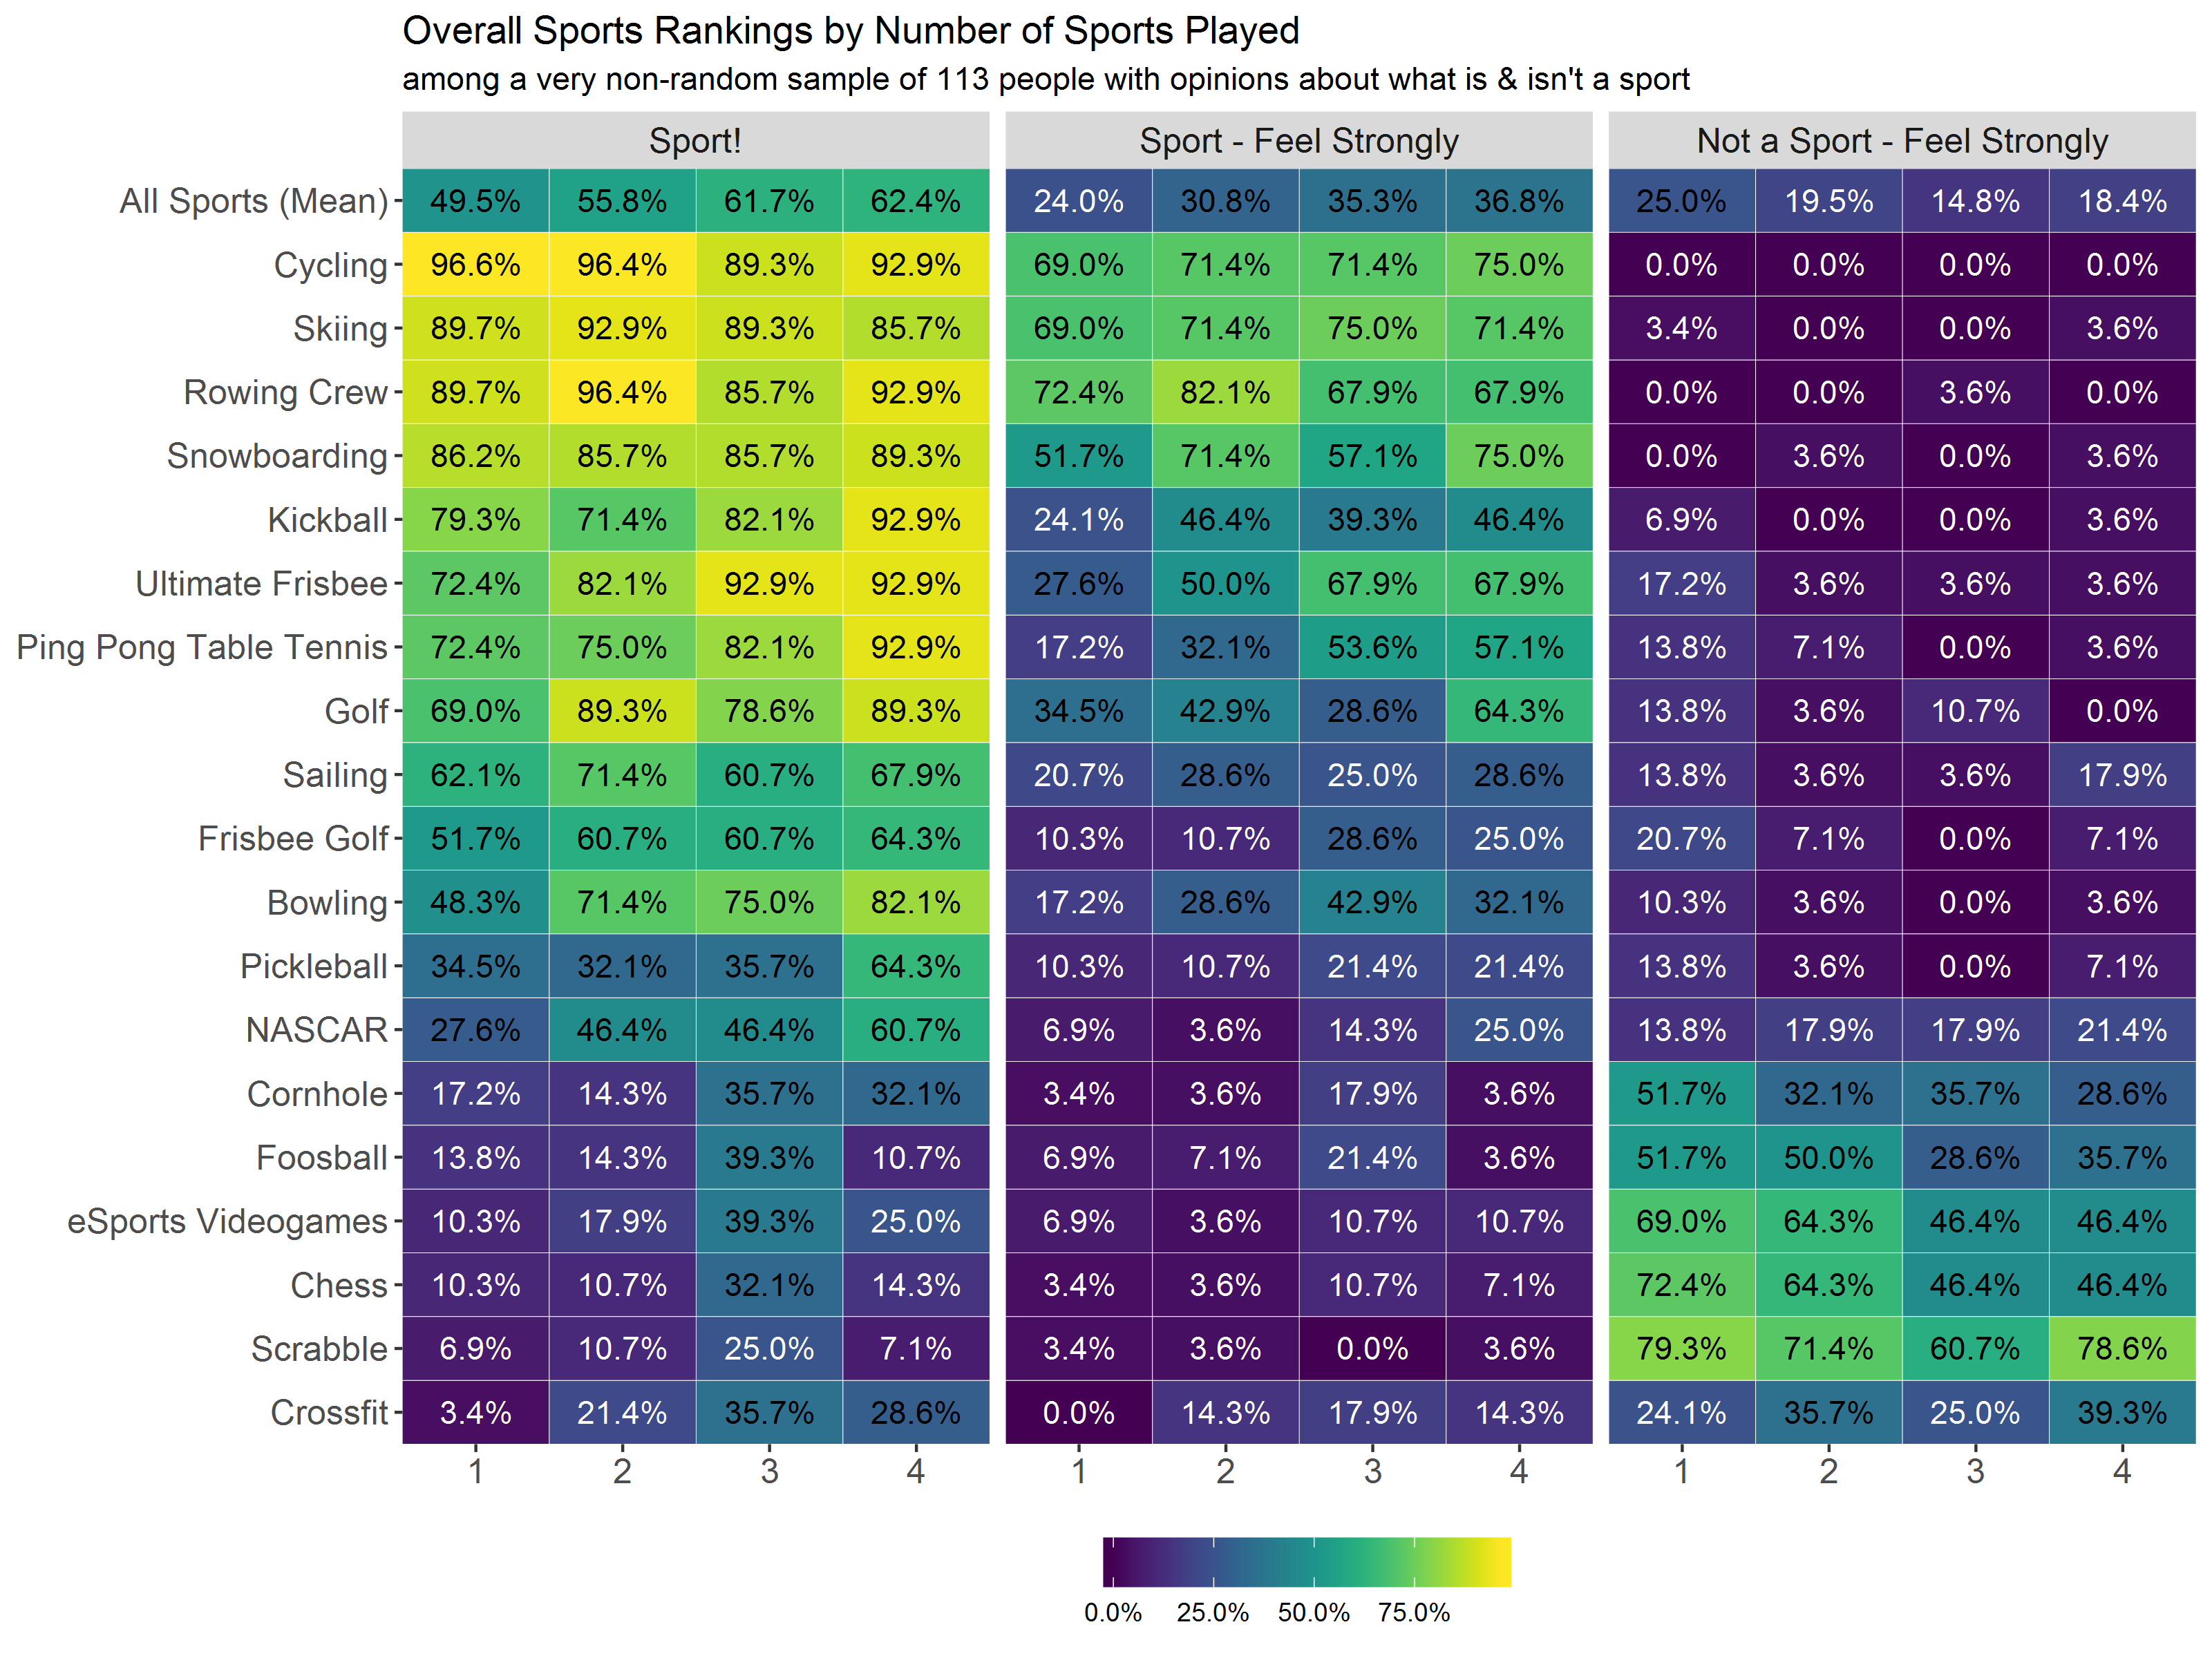 Overall Sports Rankings by Number of Sports Played
among a very non-random sample of 113 people with opinions about what is & isn't a sport
Sport! Sport - Feel Strongly Not a Sport - Feel Strongly
All Sports (Mean) 49.5% 55.8% 61.7% 62.4% 24.0% 30.8% 35.3% 36.8% 25.0% 19.5% 14.8% 18.4%
Cycling 96.6% 96.4% 89.3% 92.9% 69.0% 71.4% 71.4% 75.0% 0.0% 0.0% 0.0% 0.0%
Skiing 89.7% 92.9% 89.3% 85.7% 69.0% 71.4% 75.0% 71.4% 3.4% 0.0% 0.0% 3.6%
Rowing Crew 89.7% 96.4% 85.7% 92.9% 72.4% 82.1% 67.9% 67.9% 0.0% 0.0% 3.6% 0.0%
Snowboarding 86.2% 85.7% 85.7% 89.3% 51.7% 71.4% 57.1% 75.0% 0.0% 3.6% 0.0% 3.6%
Kickball 79.3% 71.4% 82.1% 92.9% 24.1% 46.4% 39.3% 46.4% 6.9% 0.0% 0.0% 3.6%
Ultimate Frisbee 72.4% 82.1% 92.9% 92.9% 27.6% 50.0% 67.9% 67.9% 17.2% 3.6% 3.6% 3.6%
Ping Pong Table Tennis 72.4% 75.0% 82.1% 92.9% 17.2% 32.1% 53.6% 57.1% 13.8% 7.1% 0.0% 3.6%
Golf 69.0% 89.3% 78.6% 89.3% 34.5% 42.9% 28.6% 64.3% 13.8% 3.6% 10.7% 0.0%
Sailing 62.1% 71.4% 60.7% 67.9% 20.7% 28.6% 25.0% 28.6% 13.8% 3.6% 3.6% 17.9%
Frisbee Golf 51.7% 60.7% 60.7% 64.3% 10.3% 10.7% 28.6% 25.0% 20.7% 7.1% 0.0% 7.1%
Bowling 48.3% 71.4% 75.0% 82.1% 17.2% 28.6% 42.9% 32.1% 10.3% 3.6% 0.0% 3.6%
Pickleball 34.5% 32.1% 35.7% 64.3% 10.3% 10.7% 21.4% 21.4% 13.8% 3.6% 0.0% 7.1%
NASCAR 27.6% 46.4% 46.4% 60.7% 6.9% 3.6% 14.3% 25.0% 13.8% 17.9% 17.9% 21.4%
Cornhole 17.2% 14.3% 35.7% 32.1% 3.4% 3.6% 17.9% 3.6% 51.7% 32.1% 35.7% 28.6%
Foosball 13.8% 14.3% 39.3% 10.7% 6.9% 7.1% 21.4% 3.6% 51.7% 50.0% 28.6% 35.7%
eSports Videogames 10.3% 17.9% 39.3% 25.0% 6.9% 3.6% 10.7% 10.7% 69.0% 64.3% 46.4% 46.4%
Chess 10.3% 10.7% 32.1% 14.3% 3.4% 3.6% 10.7% 7.1% 72.4% 64.3% 46.4% 46.4%
Scrabble 6.9% 10.7% 25.0% 7.1% 3.4% 3.6% 0.0% 3.6% 79.3% 71.4% 60.7% 78.6%
Crossfit 3.4% 21.4% 35.7% 28.6% 0.0% 14.3% 17.9% 14.3% 24.1% 35.7% 25.0% 39.3%
1 2 3 4 1 2 3 4 1 2 3 4
0.0% 25.0% 50.0% 75.0%